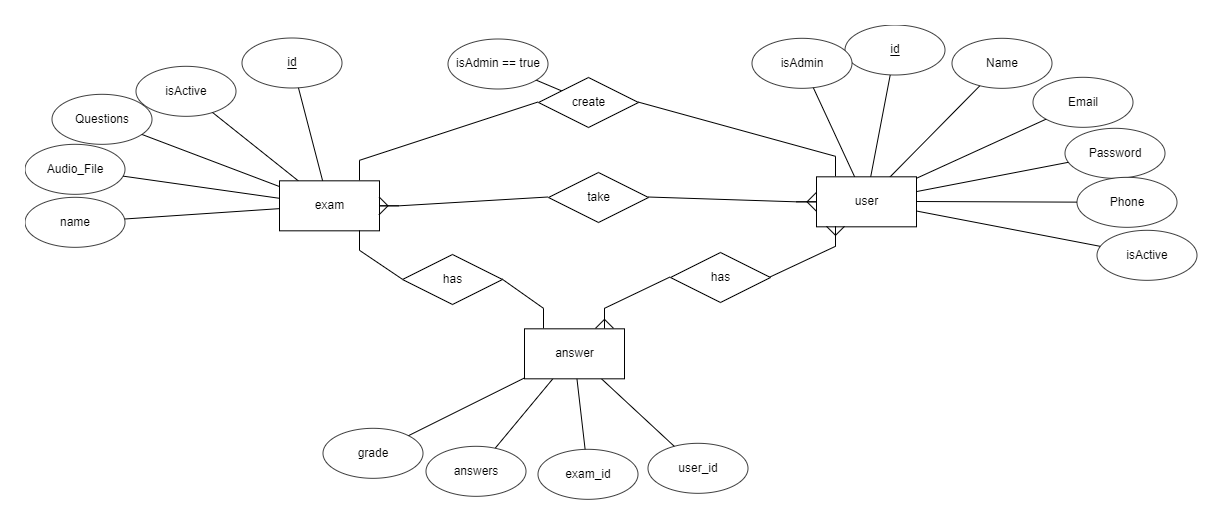 id
isAdmin == true
isAdmin
id
Name
isActive
create
Email
Questions
Password
Audio_File
exam
take
user
Phone
name
isActive
has
has
answer
grade
answers
exam_id
user_id